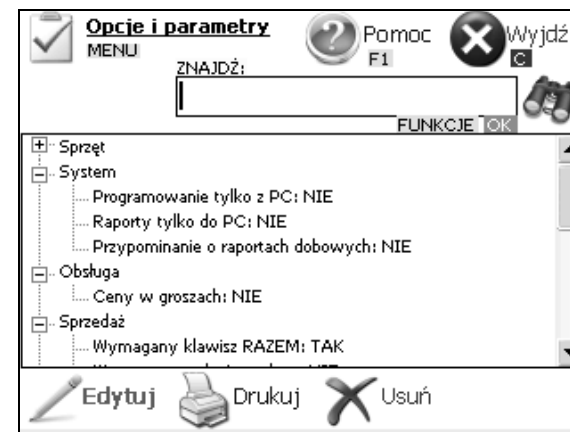 Opcje i parametry
MENU
Pomoc
F1
Wyjdź
C
ZNAJDŹ:
FUNKCJE OK
Sprzęt
System
Programowanie tylko z PC: NIE
Raporty tylko do PC: NIE
Przypominanie o raportach dobowych: NIE
Obsługa
Ceny w groszach: NIE
Sprzedaż
Wymagany klawisz RAZEM: TAK
Edytuj
Drukuj
Usuń